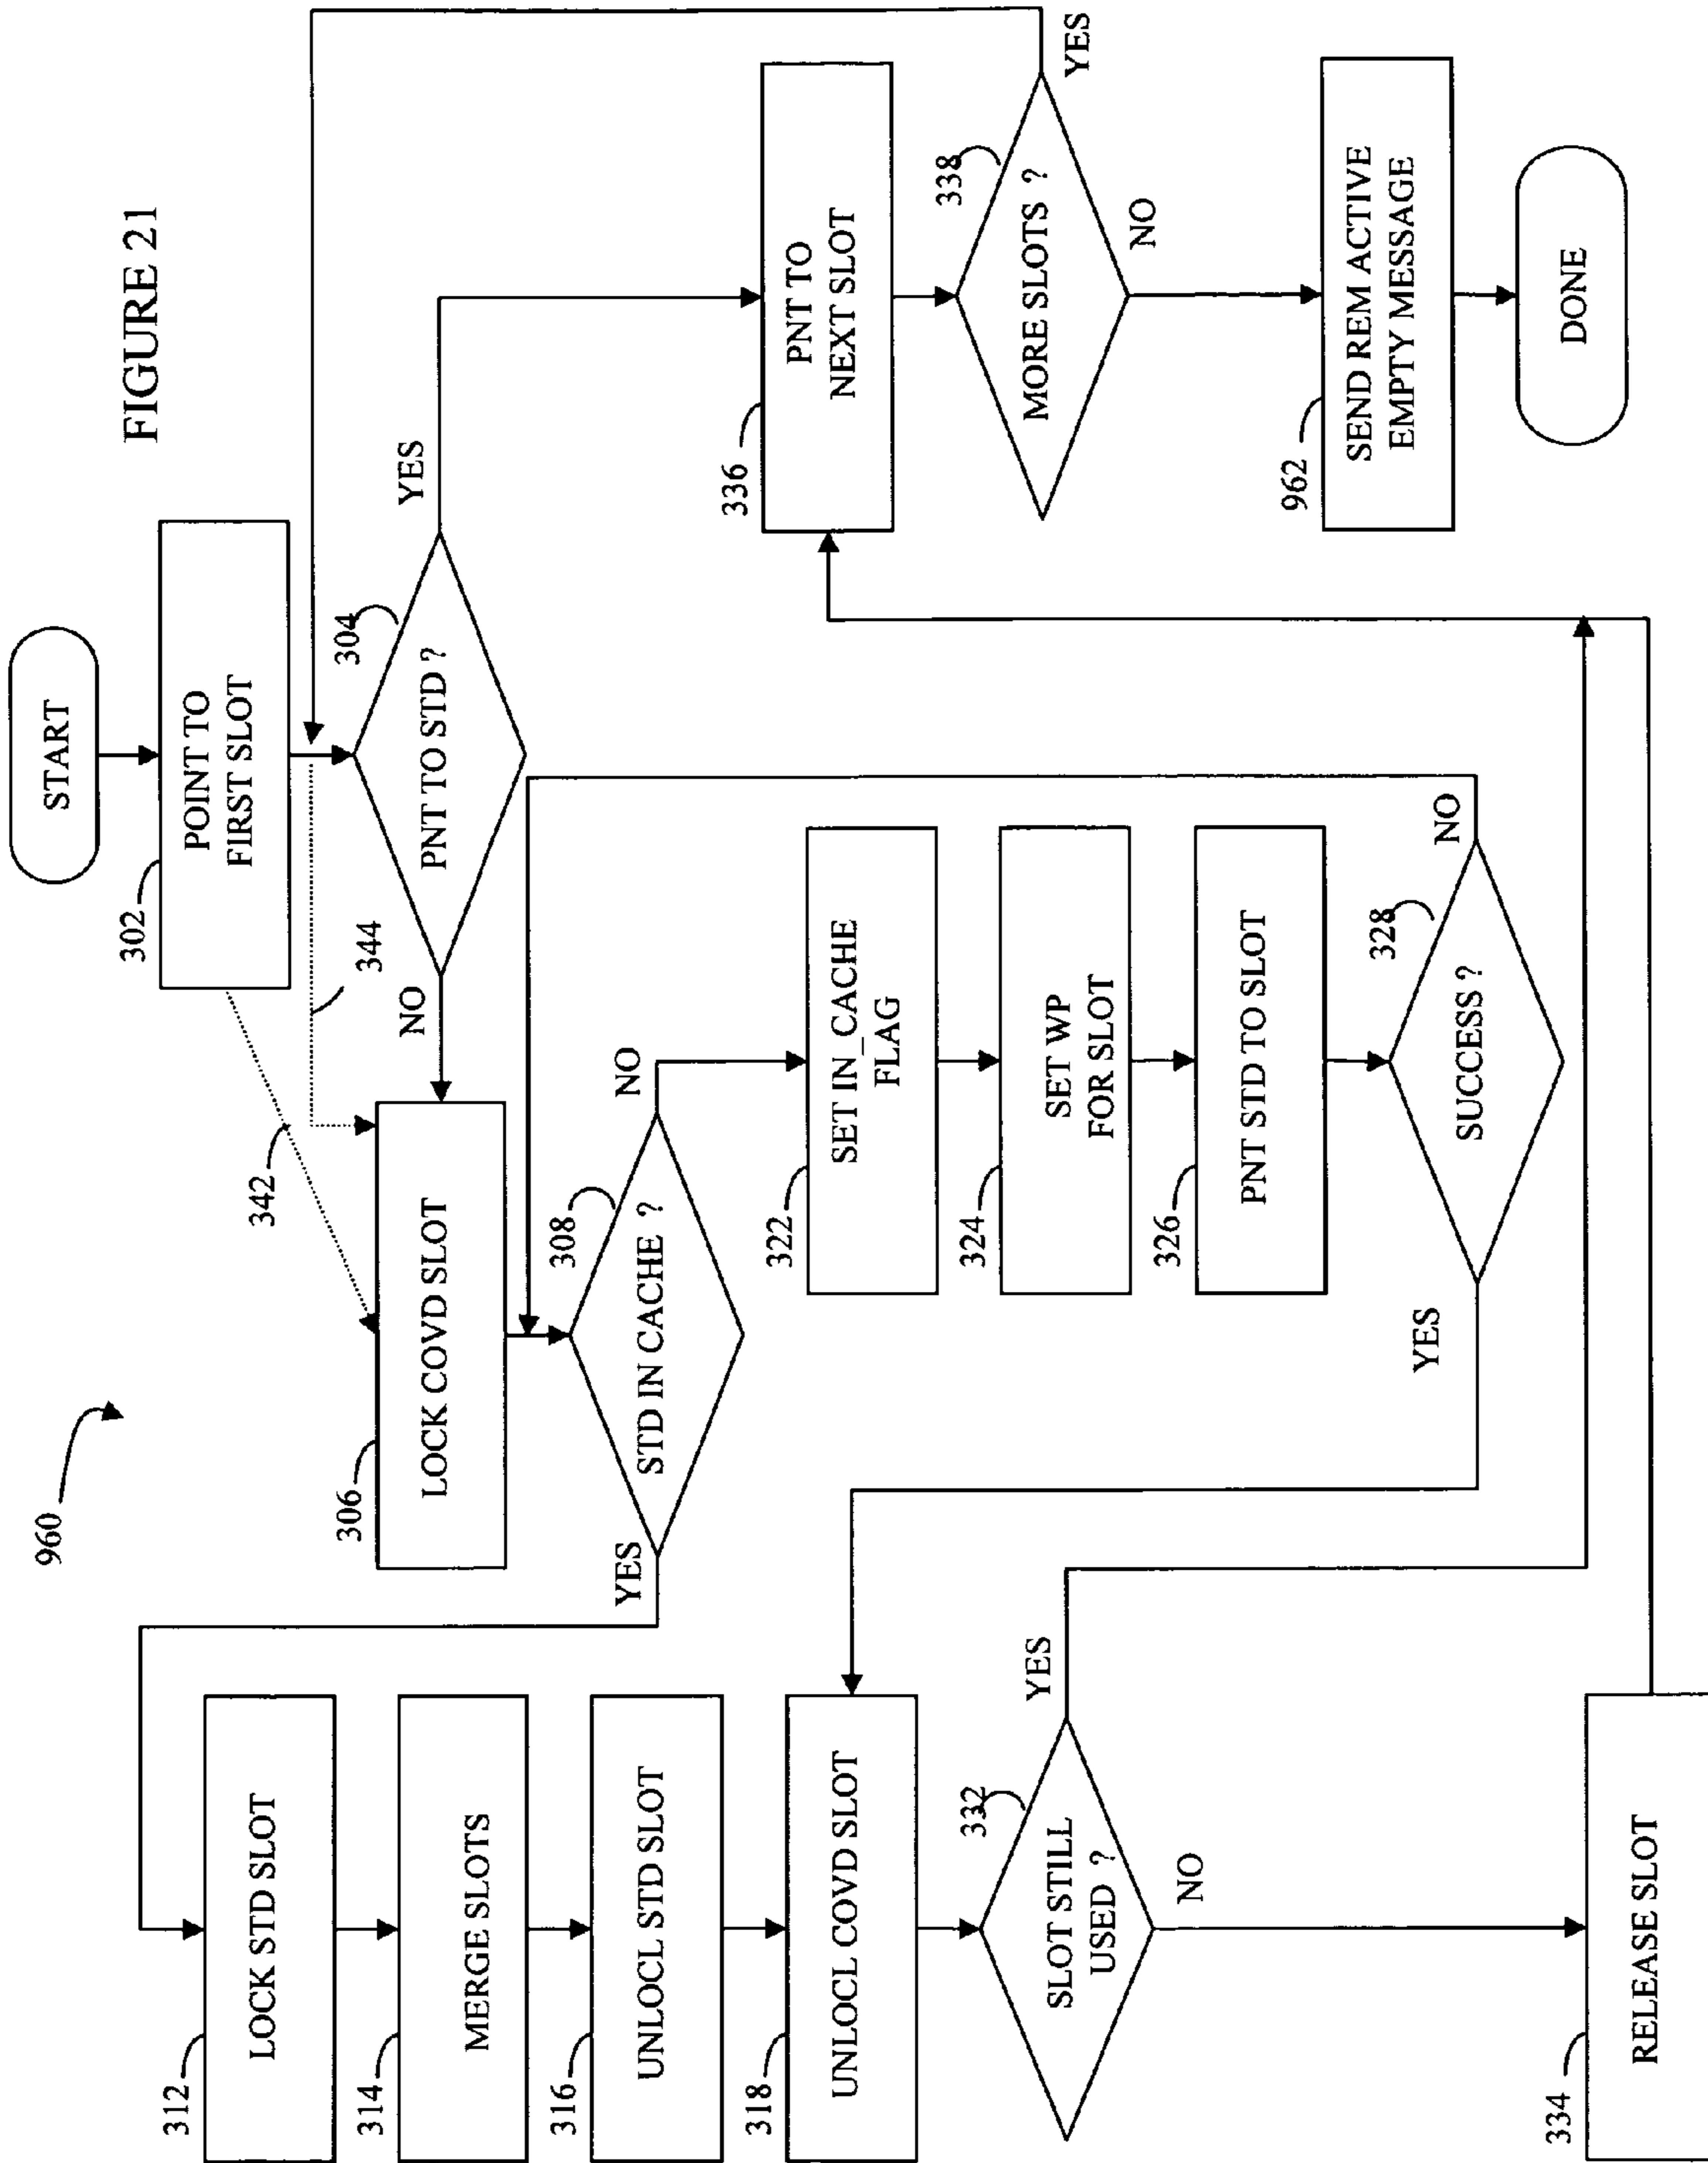 FIGURE 21
960
START
302
POINT TO
FIRST SLOT
342
344
304
PNT TO STD ?
YES
NO
306
LOCK COVD SLOT
308
STD IN CACHE ?
YES
NO
312
LOCK STD SLOT
314
MERGE SLOTS
316
UNLOCL STD SLOT
318
UNLOCL COVD SLOT
322
SET IN_CACHE
FLAG
324
SET WP
FOR SLOT
326
PNT STD TO SLOT
328
SUCCESS ?
YES
NO
332
SLOT STILL
USED ?
YES
NO
334
RELEASE SLOT
336
PNT TO
NEXT SLOT
338
MORE SLOTS ?
YES
NO
962
SEND REM ACTIVE
EMPTY MESSAGE
DONE